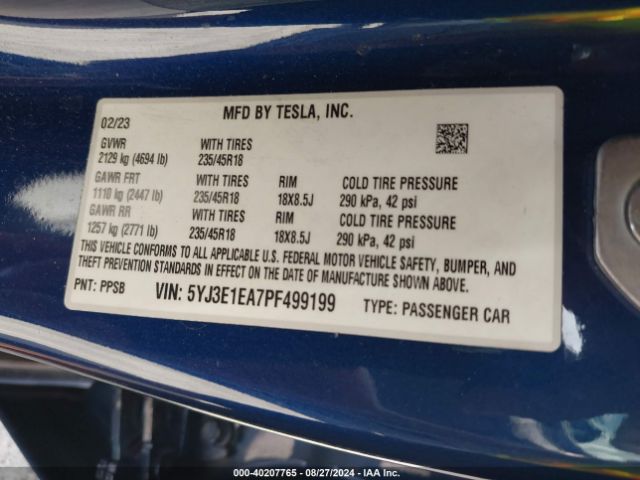 02/23 MFD BY TESLA, INC.
GVWR WITH TIRES
2129 kg (4694 lb) 235/45R18
GAWR FRT WITH TIRES RIM COLD TIRE PRESSURE
1110 kg (2447 lb) 235/45R18 18X8.5J 290 kPa, 42 psi
GAWR RR WITH TIRES RIM COLD TIRE PRESSURE
1257 kg (2771 lb) 235/45R18 18X8.5J 290 kPa, 42 psi
THIS VEHICLE CONFORMS TO ALL APPLICABLE U.S. FEDERAL MOTOR VEHICLE SAFETY, BUMPER, AND
THEFT PREVENTION STANDARDS IN EFFECT ON THE DATE OF MANUFACTURE SHOWN ABOVE.
PNT: PPSB VIN: 5YJ3E1EA7PF499199 TYPE: PASSENGER CAR
000-40207765 - 08/27/2024 - IAA Inc.